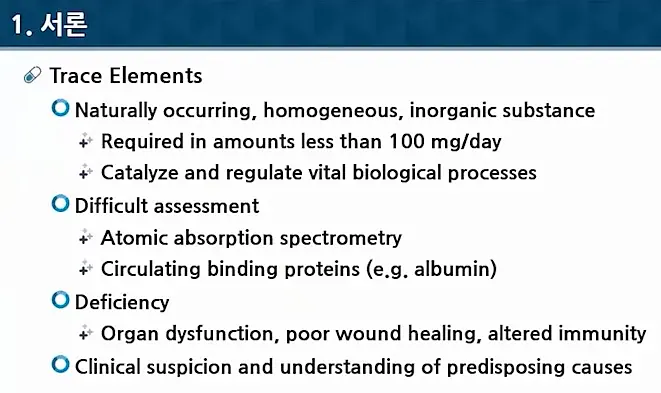 1. 서론
Trace Elements
Naturally occurring, homogeneous, inorganic substance
Required in amounts less than 100 mg/day
Catalyze and regulate vital biological processes
Difficult assessment
Atomic absorption spectrometry
Circulating binding proteins (e.g. albumin)
Deficiency
Organ dysfunction, poor wound healing, altered immunity
Clinical suspicion and understanding of predisposing causes